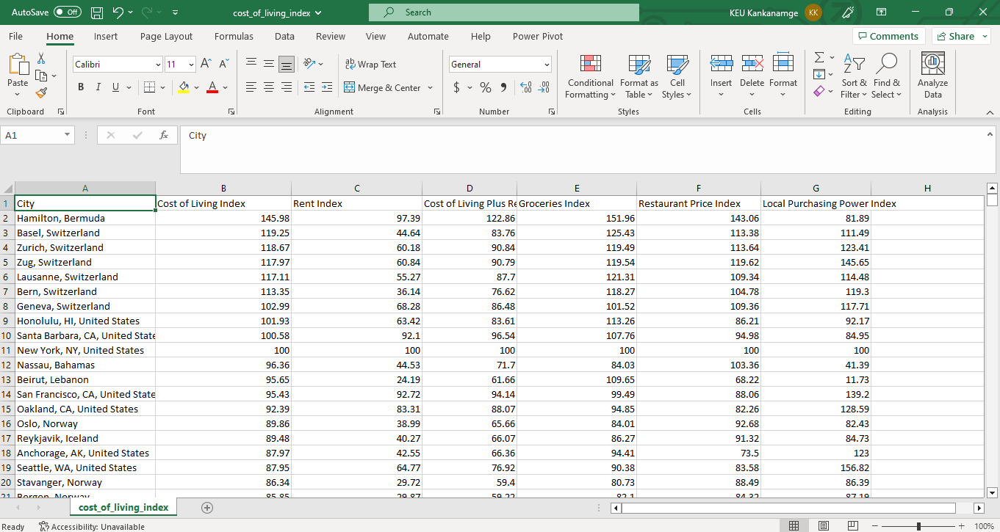 AutoSave Off cost_of_living_index Search KEU Kankanamge KK
File Home Insert Page Layout Formulas Data Review View Automate Help Power Pivot Comments Share
Paste Calibri 11 Wrap Text General Conditional Formatting Format as Table Cell Styles Insert Delete Format Sort & Filter Find & Select Analyze Data
B I U A Merge & Center $ %
Clipboard Font Alignment Number Styles Cells Editing Analysis
A1 fx City
A B C D E F G H
1 City Cost of Living Index Rent Index Cost of Living Plus Re Groceries Index Restaurant Price Index Local Purchasing Power Index
2 Hamilton, Bermuda 145.98 97.39 122.86 151.96 143.06 81.89
3 Basel, Switzerland 119.25 44.64 83.76 125.43 113.38 111.49
4 Zurich, Switzerland 118.67 60.18 90.84 119.49 113.64 123.41
5 Zug, Switzerland 117.97 60.84 90.79 119.54 119.62 145.65
6 Lausanne, Switzerland 117.11 55.27 87.7 121.31 109.34 114.48
7 Bern, Switzerland 113.35 36.14 76.62 118.27 104.78 119.3
8 Geneva, Switzerland 102.99 68.28 86.48 101.52 109.36 117.71
9 Honolulu, HI, United States 101.93 63.42 83.61 113.26 86.21 92.17
10 Santa Barbara, CA, United State 100.58 92.1 96.54 107.76 94.98 84.95
11 New York, NY, United States 100 100 100 100 100 100
12 Nassau, Bahamas 96.36 44.53 71.7 84.03 103.36 41.39
13 Beirut, Lebanon 95.65 24.19 61.66 109.65 68.22 11.73
14 San Francisco, CA, United State 95.43 92.72 94.14 99.49 88.06 139.2
15 Oakland, CA, United States 92.39 83.31 88.07 94.85 82.26 128.59
16 Oslo, Norway 89.86 38.99 65.66 84.01 92.68 82.43
17 Reykjavik, Iceland 89.48 40.27 66.07 86.27 91.32 84.73
18 Anchorage, AK, United States 87.97 42.55 66.36 94.41 73.5 123
19 Seattle, WA, United States 87.95 64.77 76.92 90.38 83.58 156.82
20 Stavanger, Norway 86.34 29.72 59.4 80.73 88.49 86.39
21 Bergen, Norway 85.85 29.87 59.22 82.1 84.32 87.19
cost_of_living_index
Ready Accessibility: Unavailable 100%